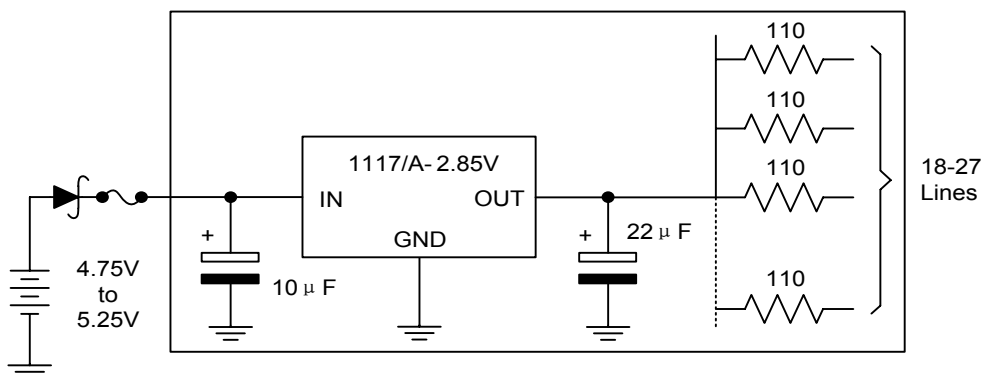 110
110
1117/A- 2.85V
110
18-27
Lines
IN
OUT
+
GND
+
22 μ F
4.75V
to
5.25V
10 μ F
110